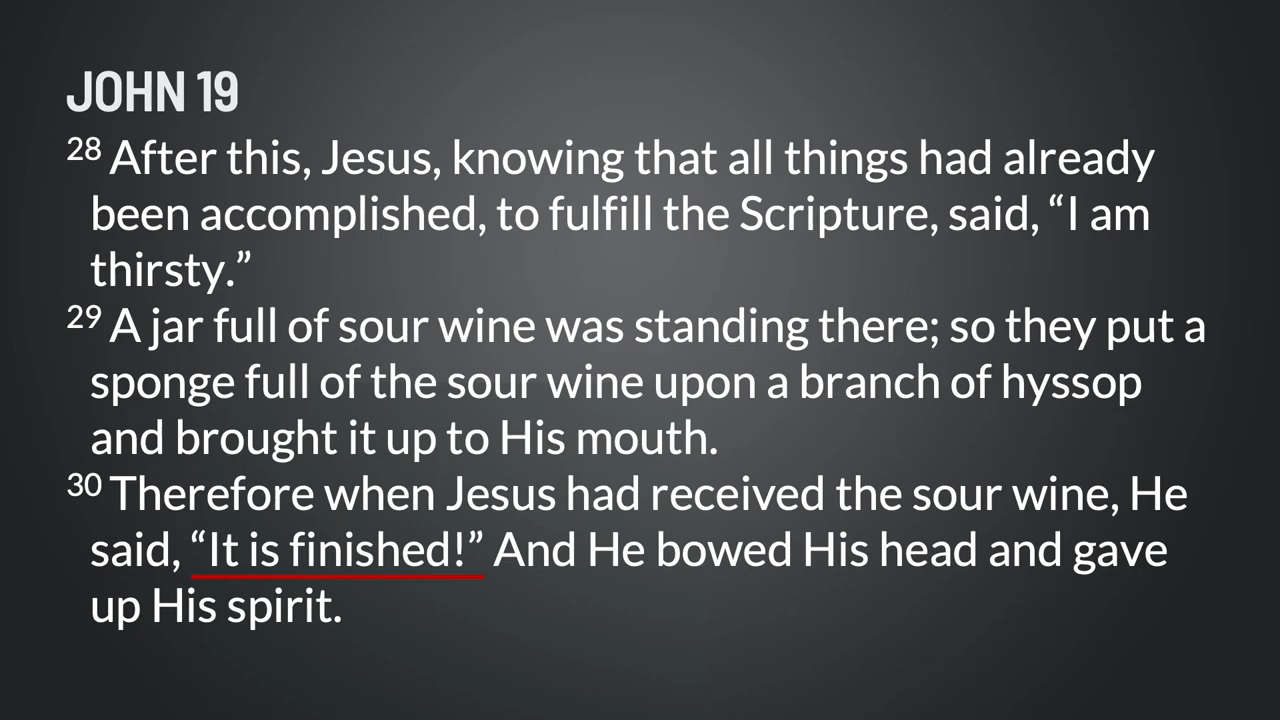 JOHN 19
28 After this, Jesus, knowing that all things had already
been accomplished, to fulfill the Scripture, said, “I am
thirsty.”
29 A jar full of sour wine was standing there; so they put a
sponge full of the sour wine upon a branch of hyssop
and brought it up to His mouth.
30 Therefore when Jesus had received the sour wine, He
said, “It is finished!” And He bowed His head and gave
up His spirit.